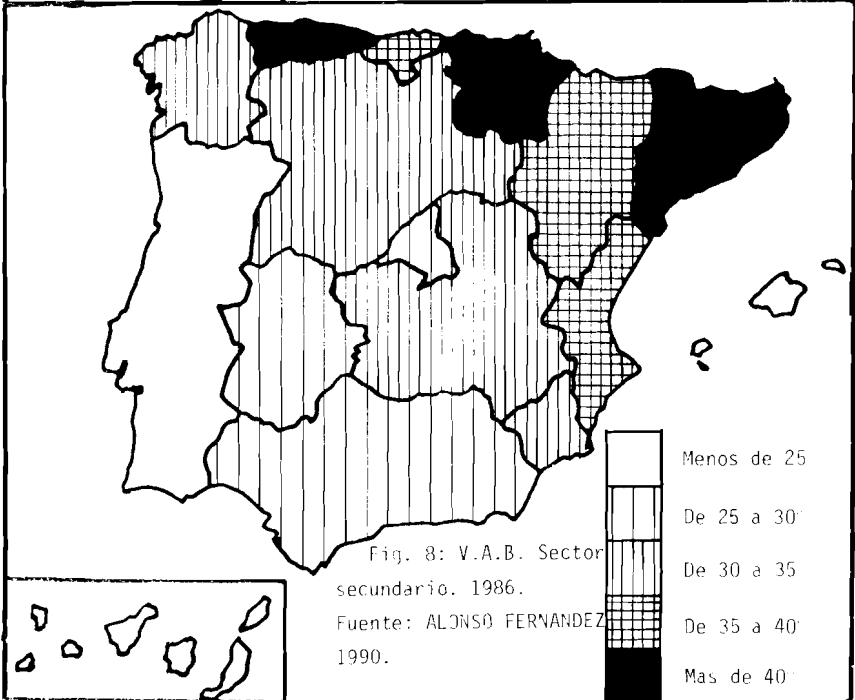 Menos de 25
De 25 a 30
De 30 a 35
De 35 a 40
Mas de 40
Fig. 8: V.A.B. Sector
secundario. 1986.
Fuente: ALONSO FERNANDEZ
1990.